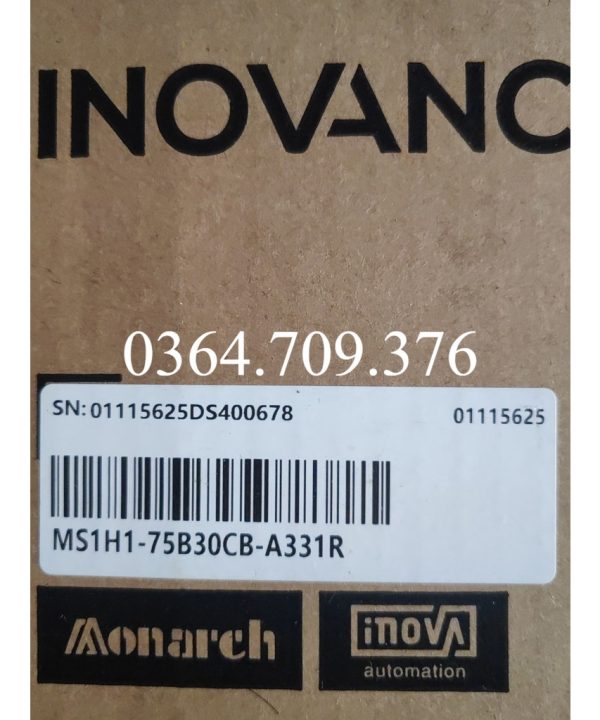 INOVANC
0364.709.376
SN: 01115625DS400678 01115625
MS1H1-75B30CB-A331R
Monarch inovA
automation